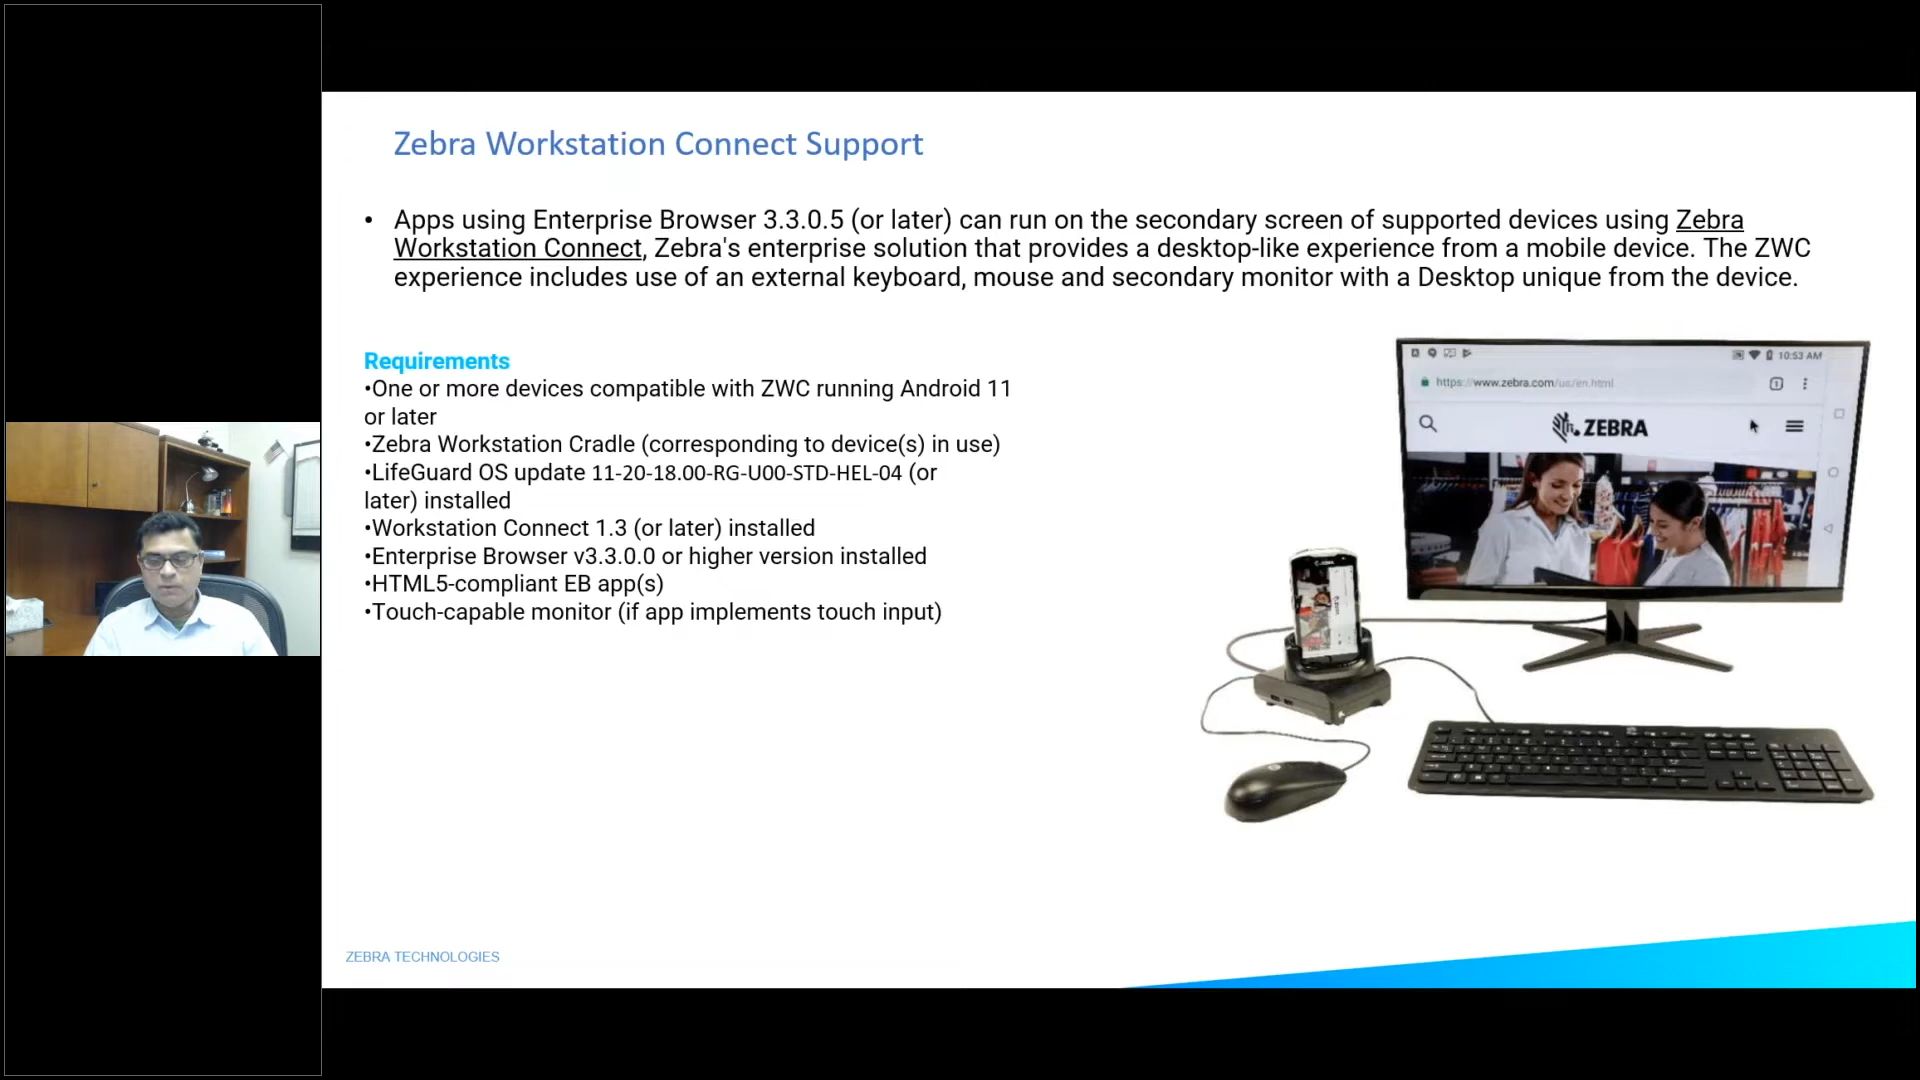 Zebra Workstation Connect Support
• Apps using Enterprise Browser 3.3.0.5 (or later) can run on the secondary screen of supported devices using Zebra
Workstation Connect, Zebra's enterprise solution that provides a desktop-like experience from a mobile device. The ZWC
experience includes use of an external keyboard, mouse and secondary monitor with a Desktop unique from the device.
Requirements
•One or more devices compatible with ZWC running Android 11
or later
•Zebra Workstation Cradle (corresponding to device(s) in use)
•LifeGuard OS update 11-20-18.00-RG-U00-STD-HEL-04 (or
later) installed
•Workstation Connect 1.3 (or later) installed
•Enterprise Browser v3.3.0.0 or higher version installed
•HTML5-compliant EB app(s)
•Touch-capable monitor (if app implements touch input)
10:53 AM
https://www.zebra.com/us/en.html
ZEBRA
ZEBRA TECHNOLOGIES